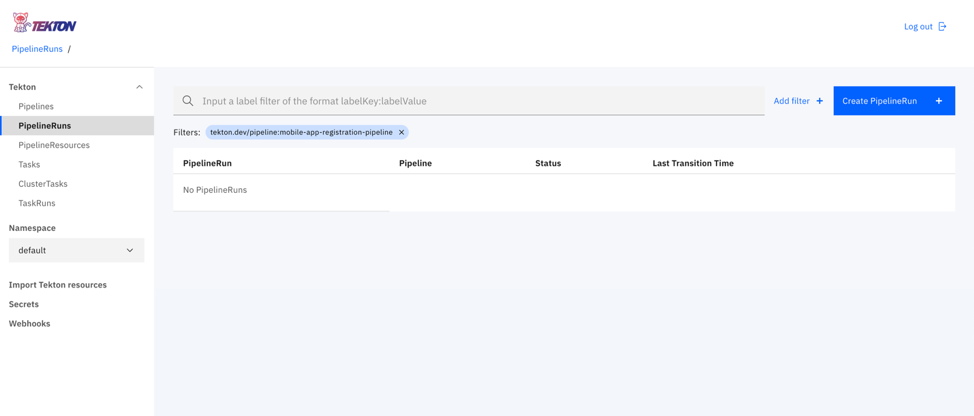 TEKTON
Log out
PipelineRuns /
Tekton
Pipelines
PipelineRuns
PipelineResources
Tasks
ClusterTasks
TaskRuns
Namespace
default
Import Tekton resources
Secrets
Webhooks
Input a label filter of the format labelKey:labelValue
Add filter +
Create PipelineRun +
Filters: tekton.dev/pipeline:mobile-app-registration-pipeline ×
PipelineRun Pipeline Status Last Transition Time
No PipelineRuns